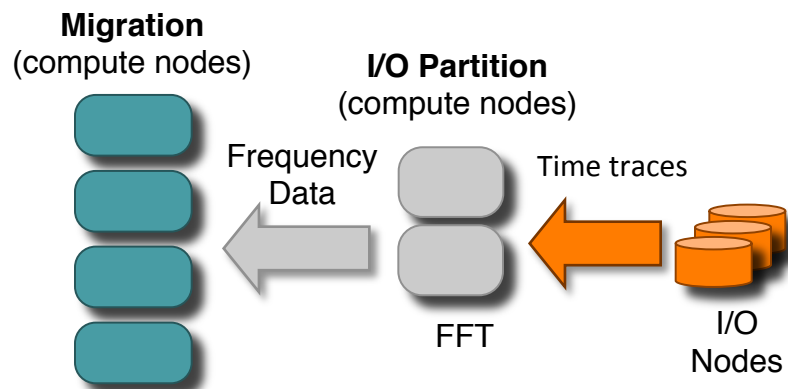 Migration
(compute nodes)
I/O Partition
(compute nodes)
Frequency
Data
Time traces
FFT
I/O
Nodes